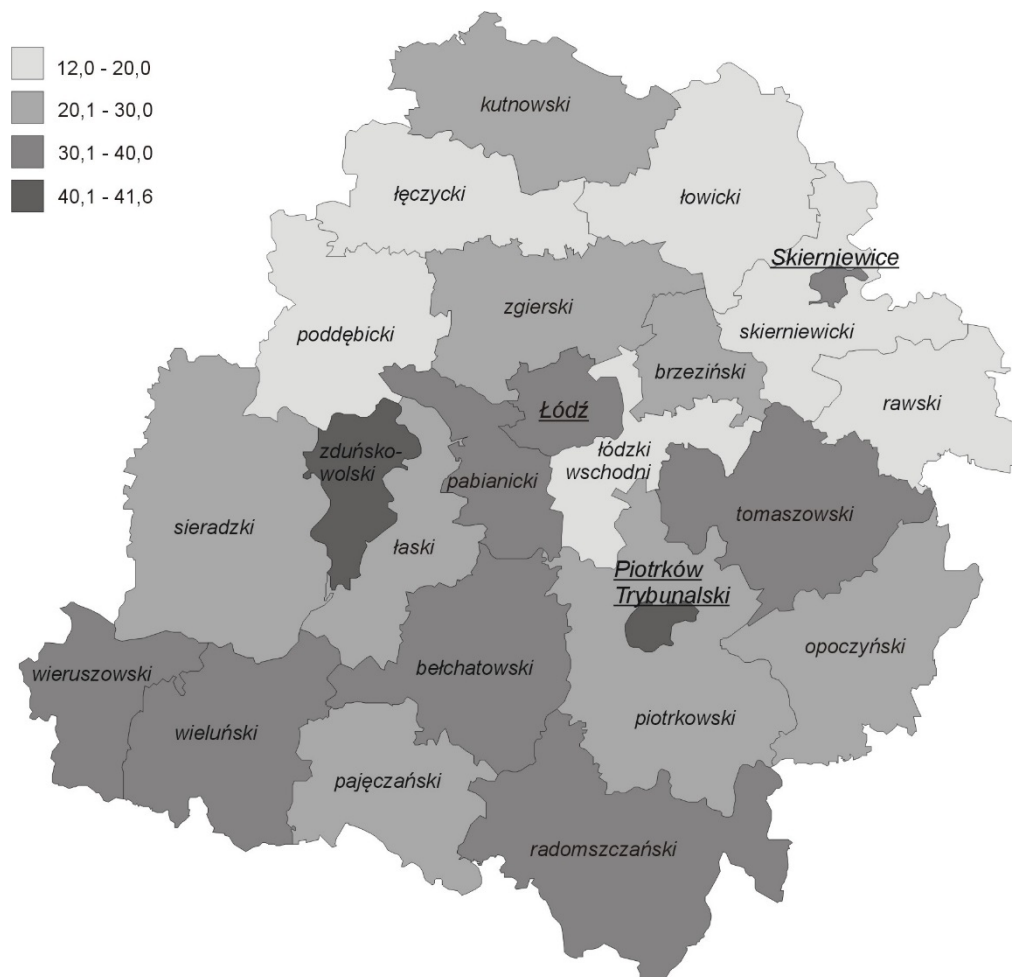 12,0 - 20,0
20,1 - 30,0
30,1 - 40,0
40,1 - 41,6
kutnowski
łęczycki
łowicki
Skierniewice
zgierski
poddębicki
skierniewicki
brzeziński
rawski
Łódź
zduńsko-
wolski
łódzki
wschodni
pabianicki
tomaszowski
sieradzki
łaski
Piotrków
Trybunalski
opoczyński
wieruszowski
bełchatowski
wieluński
piotrkowski
pajęczański
radomszczański